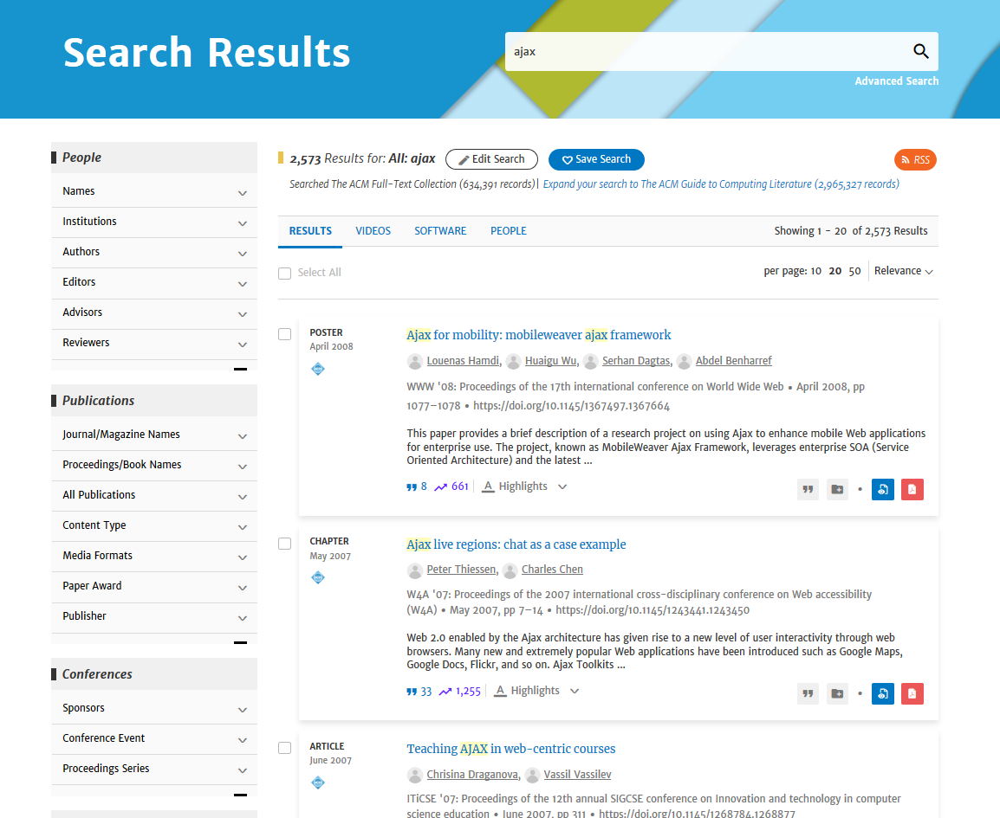 Search Results
ajax
Advanced Search
People
Names
Institutions
Authors
Editors
Advisors
Reviewers
Publications
Journal/Magazine Names
Proceedings/Book Names
All Publications
Content Type
Media Formats
Paper Award
Publisher
Conferences
Sponsors
Conference Event
Proceedings Series
2,573 Results for: All: ajax Edit Search Save Search RSS
Searched The ACM Full-Text Collection (634,391 records)| Expand your search to The ACM Guide to Computing Literature (2,965,327 records)
RESULTS VIDEOS SOFTWARE PEOPLE Showing 1 - 20 of 2,573 Results
Select All per page: 10 20 50 Relevance
POSTER
April 2008
Ajax for mobility: mobileweaver ajax framework
Louenas Hamdi, Huaigu Wu, Serhan Dagtas, Abdel Benharref
WWW '08: Proceedings of the 17th international conference on World Wide Web • April 2008, pp
1077–1078 • https://doi.org/10.1145/1367497.1367664
This paper provides a brief description of a research project on using Ajax to enhance mobile Web applications
for enterprise use. The project, known as MobileWeaver Ajax Framework, leverages enterprise SOA (Service
Oriented Architecture) and the latest ...
8 661 A Highlights
CHAPTER
May 2007
Ajax live regions: chat as a case example
Peter Thiessen, Charles Chen
W4A '07: Proceedings of the 2007 international cross-disciplinary conference on Web accessibility
(W4A) • May 2007, pp 7–14 • https://doi.org/10.1145/1243441.1243450
Web 2.0 enabled by the Ajax architecture has given rise to a new level of user interactivity through web
browsers. Many new and extremely popular Web applications have been introduced such as Google Maps,
Google Docs, Flickr, and so on. Ajax Toolkits ...
33 1,255 A Highlights
ARTICLE
June 2007
Teaching AJAX in web-centric courses
Chrisina Draganova, Vassil Vassilev
ITiCSE '07: Proceedings of the 12th annual SIGCSE conference on Innovation and technology in computer
science education • June 2007, pp 311 • https://doi.org/10.1145/1268784.1268877